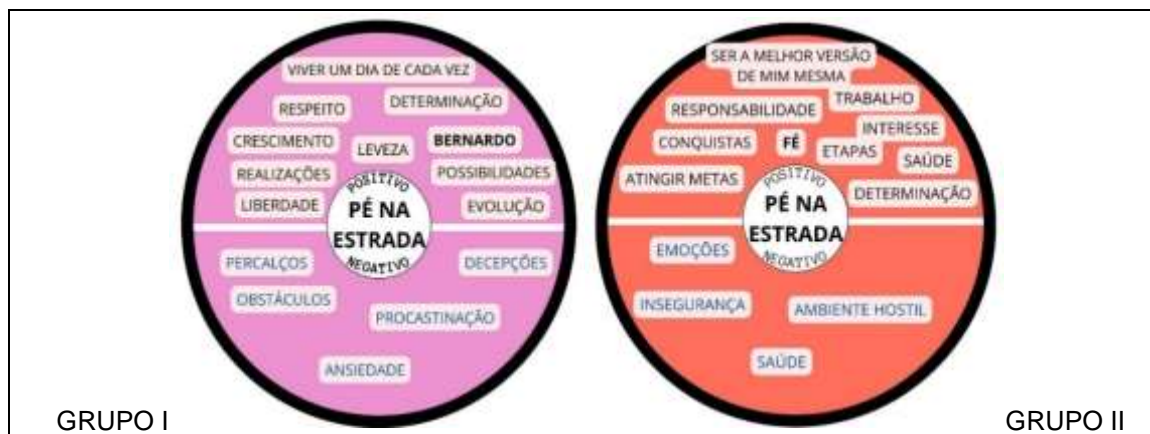 VIVER UM DIA DE CADA VEZ
RESPEITO
DETERMINAÇÃO
CRESCIMENTO
LEVEZA
BERNARDO
REALIZAÇÕES
POSSIBILIDADES
LIBERDADE
EVOLUÇÃO
POSITIVO
PÉ NA
ESTRADA
NEGATIVO
PERCALÇOS
DECEPÇÕES
OBSTÁCULOS
PROCASTINAÇÃO
ANSIEDADE
GRUPO I
SER A MELHOR VERSÃO
DE MIM MESMA
RESPONSABILIDADE
TRABALHO
CONQUISTAS
FÉ
INTERESSE
ETAPAS
SAÚDE
ATINGIR METAS
DETERMINAÇÃO
POSITIVO
PÉ NA
ESTRADA
NEGATIVO
EMOÇÕES
INSEGURANÇA
AMBIENTE HOSTIL
SAÚDE
GRUPO II